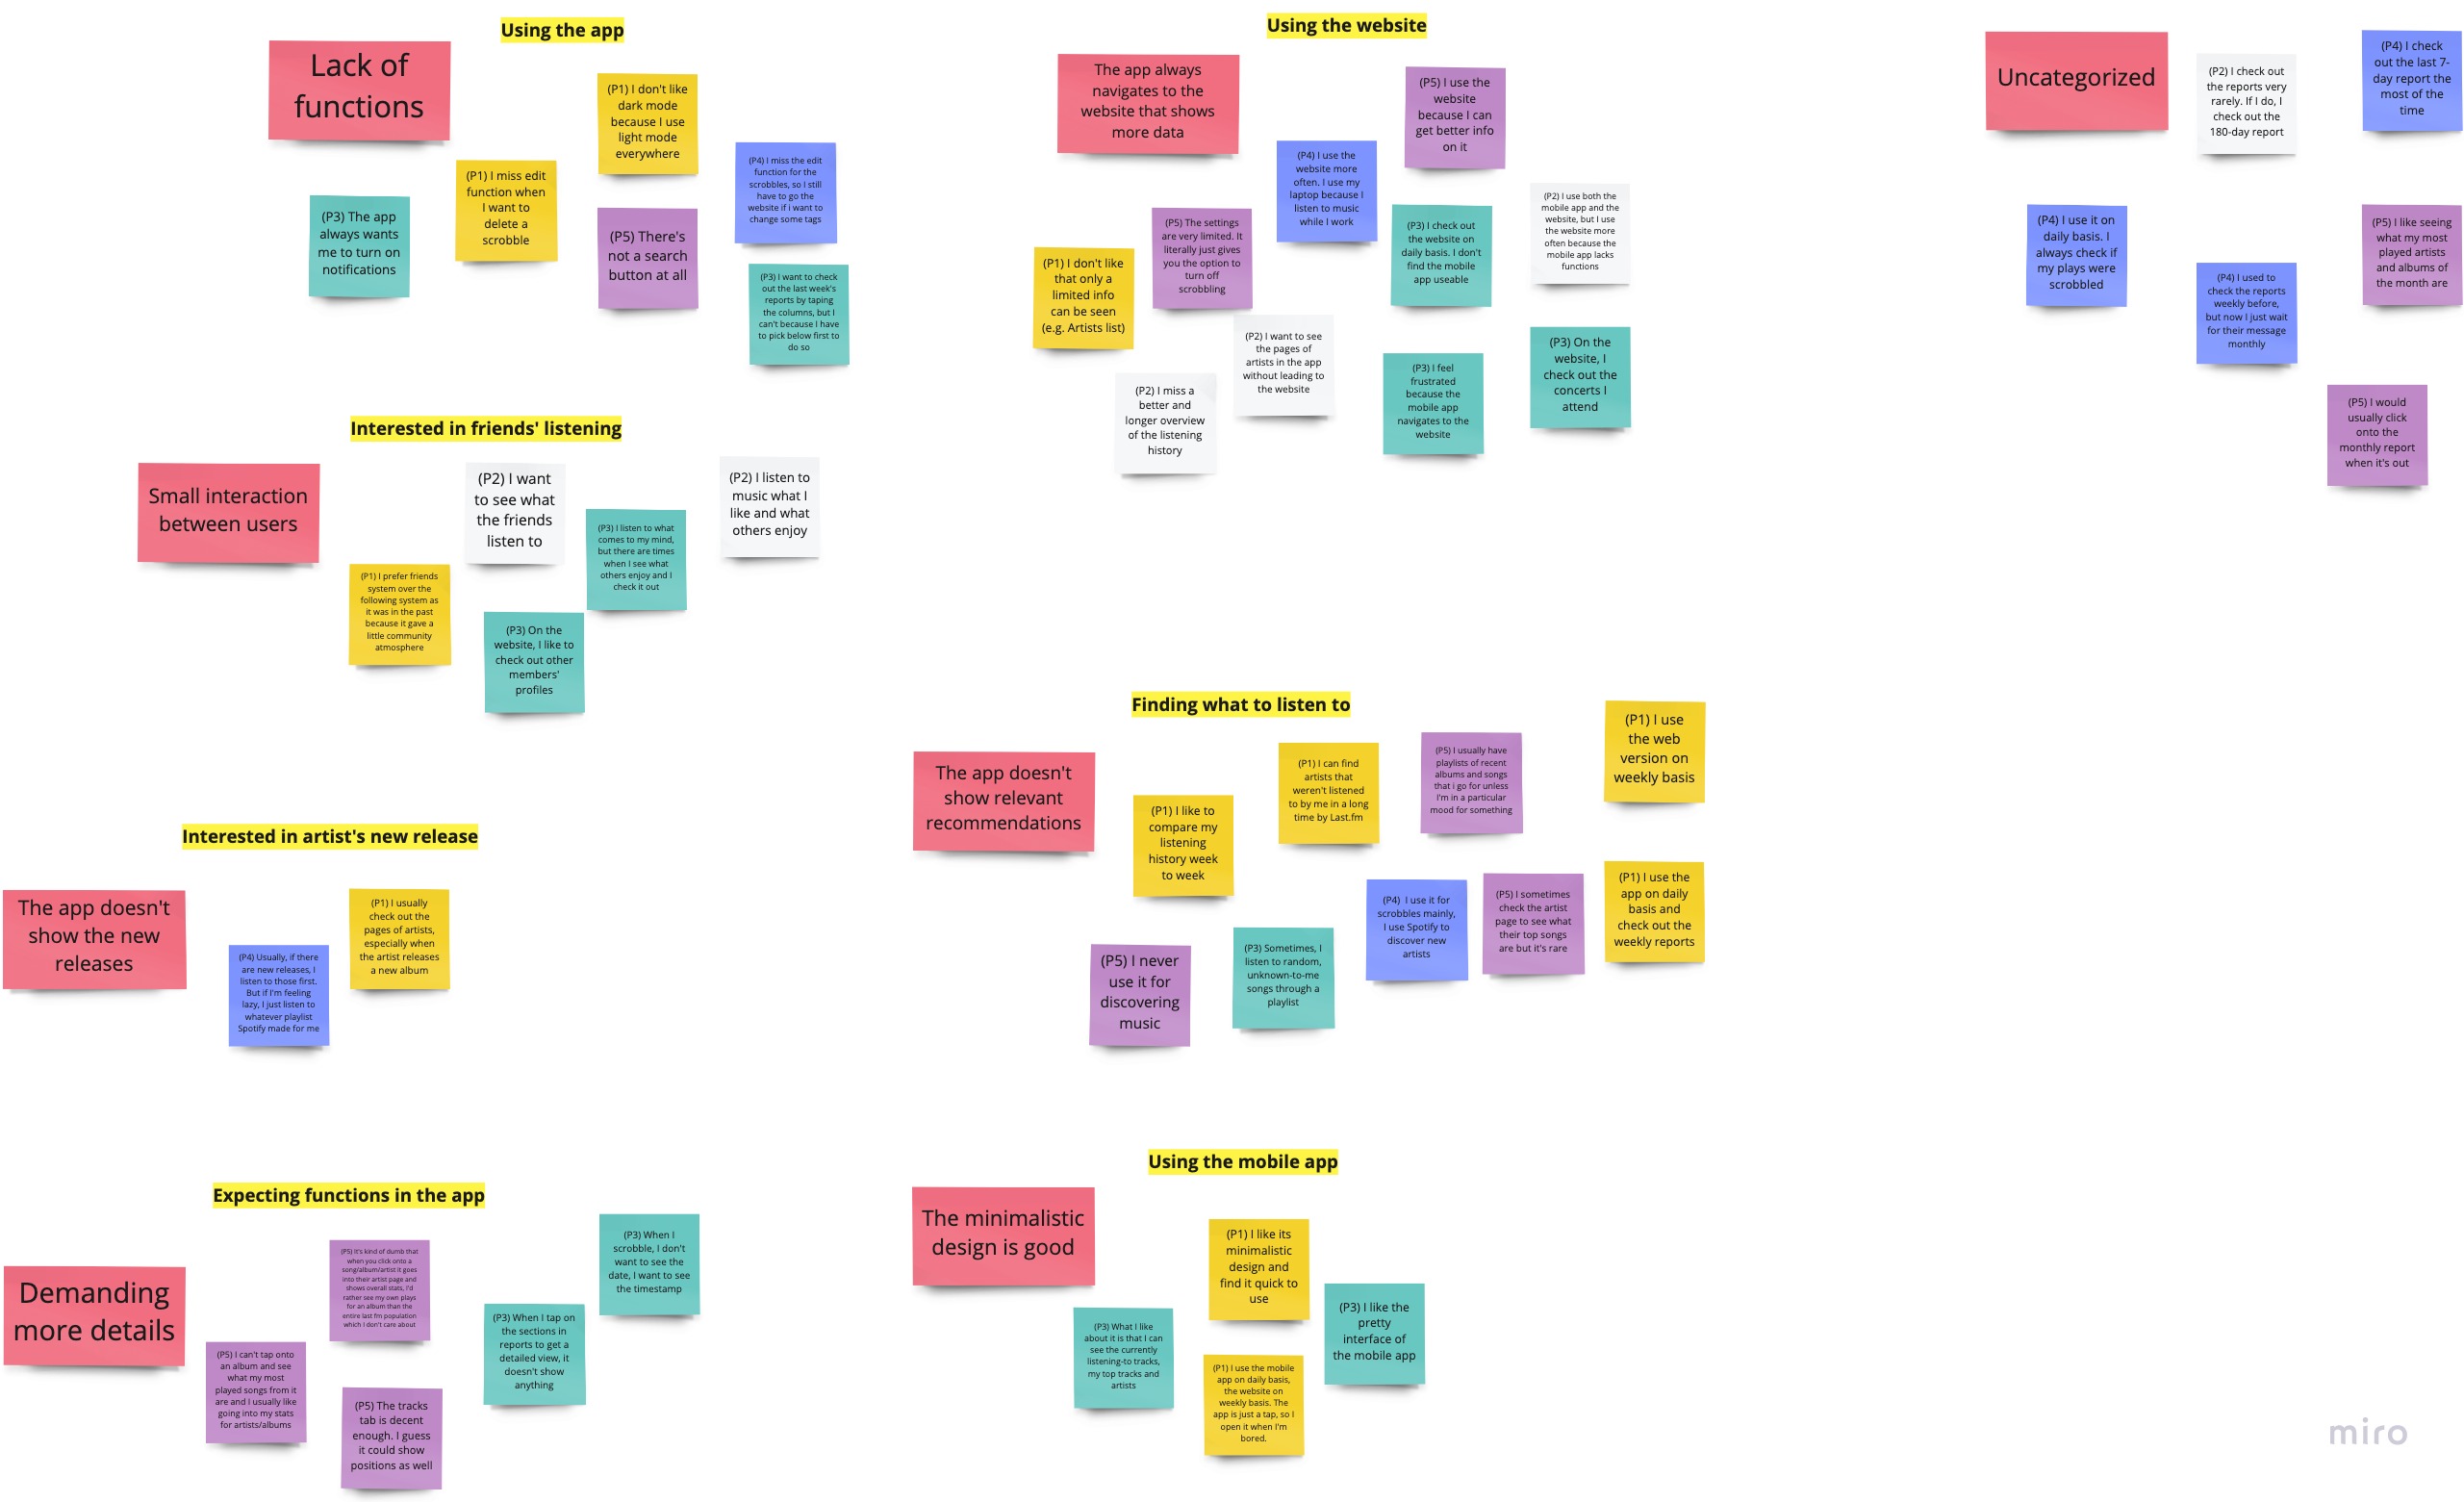 Using the app
Lack of
functions
(P1) I don't like
dark mode
because I use
light mode
everywhere
(P4) I miss the edit
function for the
scrobbles, so I still
have to go the
website if i want to
change some tags
(P1) I miss edit
function when
I want to
delete a
scrobble
(P3) The app
always wants
me to turn on
notifications
(P5) There's
not a search
button at all
(P3) I want to check
out the last week's
reports by taping
the columns, but I
can't because I have
to pick below first to
do so
Using the website
The app always
navigates to the
website that shows
more data
(P5) I use the
website
because I can
get better info
on it
(P4) I use the
website more
often. I use my
laptop because I
listen to music
while I work
(P2) I use both the
mobile app and the
website, but I use
the website more
often because the
mobile app lacks
functions
(P5) The settings
are very limited. It
literally just gives
you the option to
turn off
scrobbling
(P3) I check out
the website on
daily basis. I don't
find the mobile
app useable
(P1) I don't like
that only a
limited info
can be seen
(e.g. Artists list)
(P2) I want to see
the pages of
artists in the app
without leading to
the website
(P3) On the
website, I
check out the
concerts I
attend
(P2) I miss a
better and
longer overview
of the listening
history
(P3) I feel
frustrated
because the
mobile app
navigates to the
website
Uncategorized
(P2) I check out
the reports very
rarely. If I do, I
check out the
180-day report
(P4) I check
out the last 7-
day report the
most of the
time
(P4) I use it on
daily basis. I
always check if
my plays were
scrobbled
(P4) I used to
check the reports
weekly before,
but now I just wait
for their message
monthly
(P5) I like seeing
what my most
played artists
and albums of
the month are
(P5) I would
usually click
onto the
monthly report
when it's out
Interested in friends' listening
Small interaction
between users
(P2) I want
to see what
the friends
listen to
(P2) I listen to
music what I
like and what
others enjoy
(P3) I listen to what
comes to my mind,
but there are times
when I see what
others enjoy and I
check it out
(P1) I prefer friends
system over the
following system as
it was in the past
because it gave a
little community
atmosphere
(P3) On the
website, I like to
check out other
members'
profiles
Finding what to listen to
The app doesn't
show relevant
recommendations
(P1) I like to
compare my
listening
history week
to week
(P1) I can find
artists that
weren't listened
to by me in a long
time by Last.fm
(P5) I usually have
playlists of recent
albums and songs
that i go for unless
I'm in a particular
mood for something
(P1) I use
the web
version on
weekly basis
(P5) I never
use it for
discovering
music
(P3) Sometimes, I
listen to random,
unknown-to-me
songs through a
playlist
(P4)  I use it for
scrobbles mainly,
I use Spotify to
discover new
artists
(P5) I sometimes
check the artist
page to see what
their top songs
are but it's rare
(P1) I use the
app on daily
basis and
check out the
weekly reports
Interested in artist's new release
The app doesn't
show the new
releases
(P4) Usually, if there
are new releases, I
listen to those first.
But if I'm feeling
lazy, I just listen to
whatever playlist
Spotify made for me
(P1) I usually
check out the
pages of artists,
especially when
the artist releases
a new album
Expecting functions in the app
Demanding
more details
(P5) It's kind of dumb that
when you click onto a
song/album/artist it goes
into their artist page and
shows overall stats, I'd
rather see my own plays
for an album than the
entire last fm population
which I don't care about
(P3) When I
scrobble, I don't
want to see the
date, I want to see
the timestamp
(P5) I can't tap onto
an album and see
what my most
played songs from it
are and I usually like
going into my stats
for artists/albums
(P3) When I tap on
the sections in
reports to get a
detailed view, it
doesn't show
anything
(P5) The tracks
tab is decent
enough. I guess
it could show
positions as well
Using the mobile app
The minimalistic
design is good
(P1) I like its
minimalistic
design and
find it quick to
use
(P3) What I like
about it is that I can
see the currently
listening-to tracks,
my top tracks and
artists
(P3) I like the
pretty
interface of
the mobile app
(P1) I use the mobile
app on daily basis,
the website on
weekly basis. The
app is just a tap, so I
open it when I'm
bored.
miro